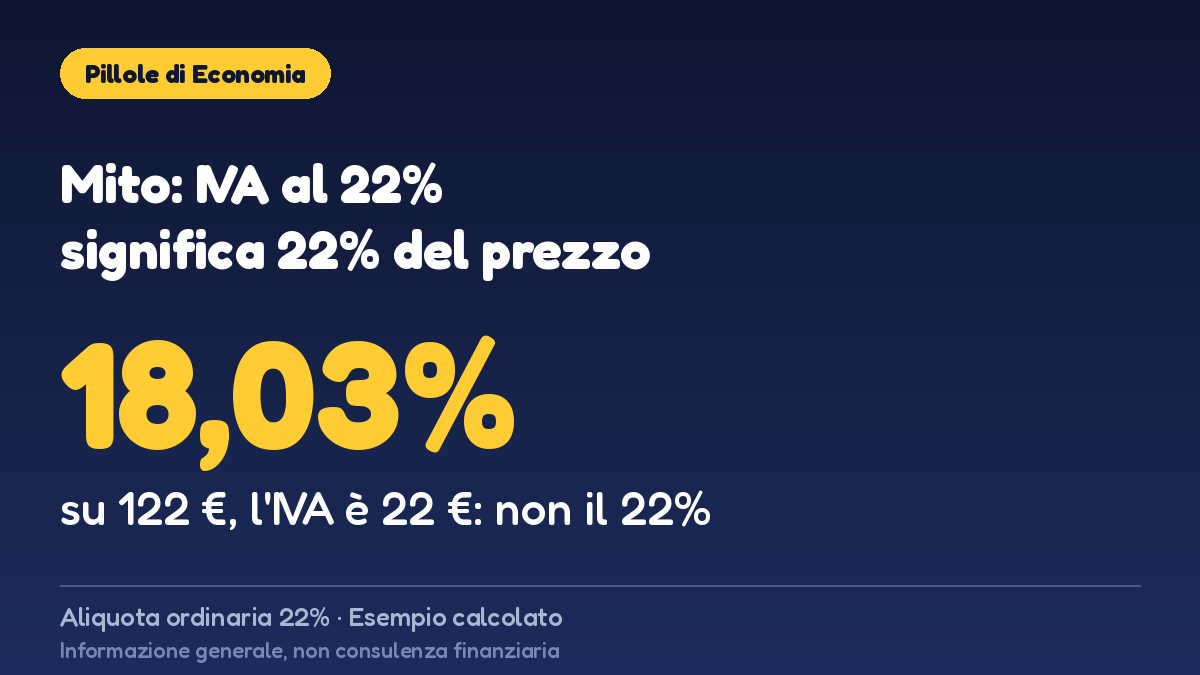 Pillole di Economia
Mito: IVA al 22%
significa 22% del prezzo
18,03%
su 122 €, l'IVA è 22 €: non il 22%
Aliquota ordinaria 22% · Esempio calcolato
Informazione generale, non consulenza finanziaria